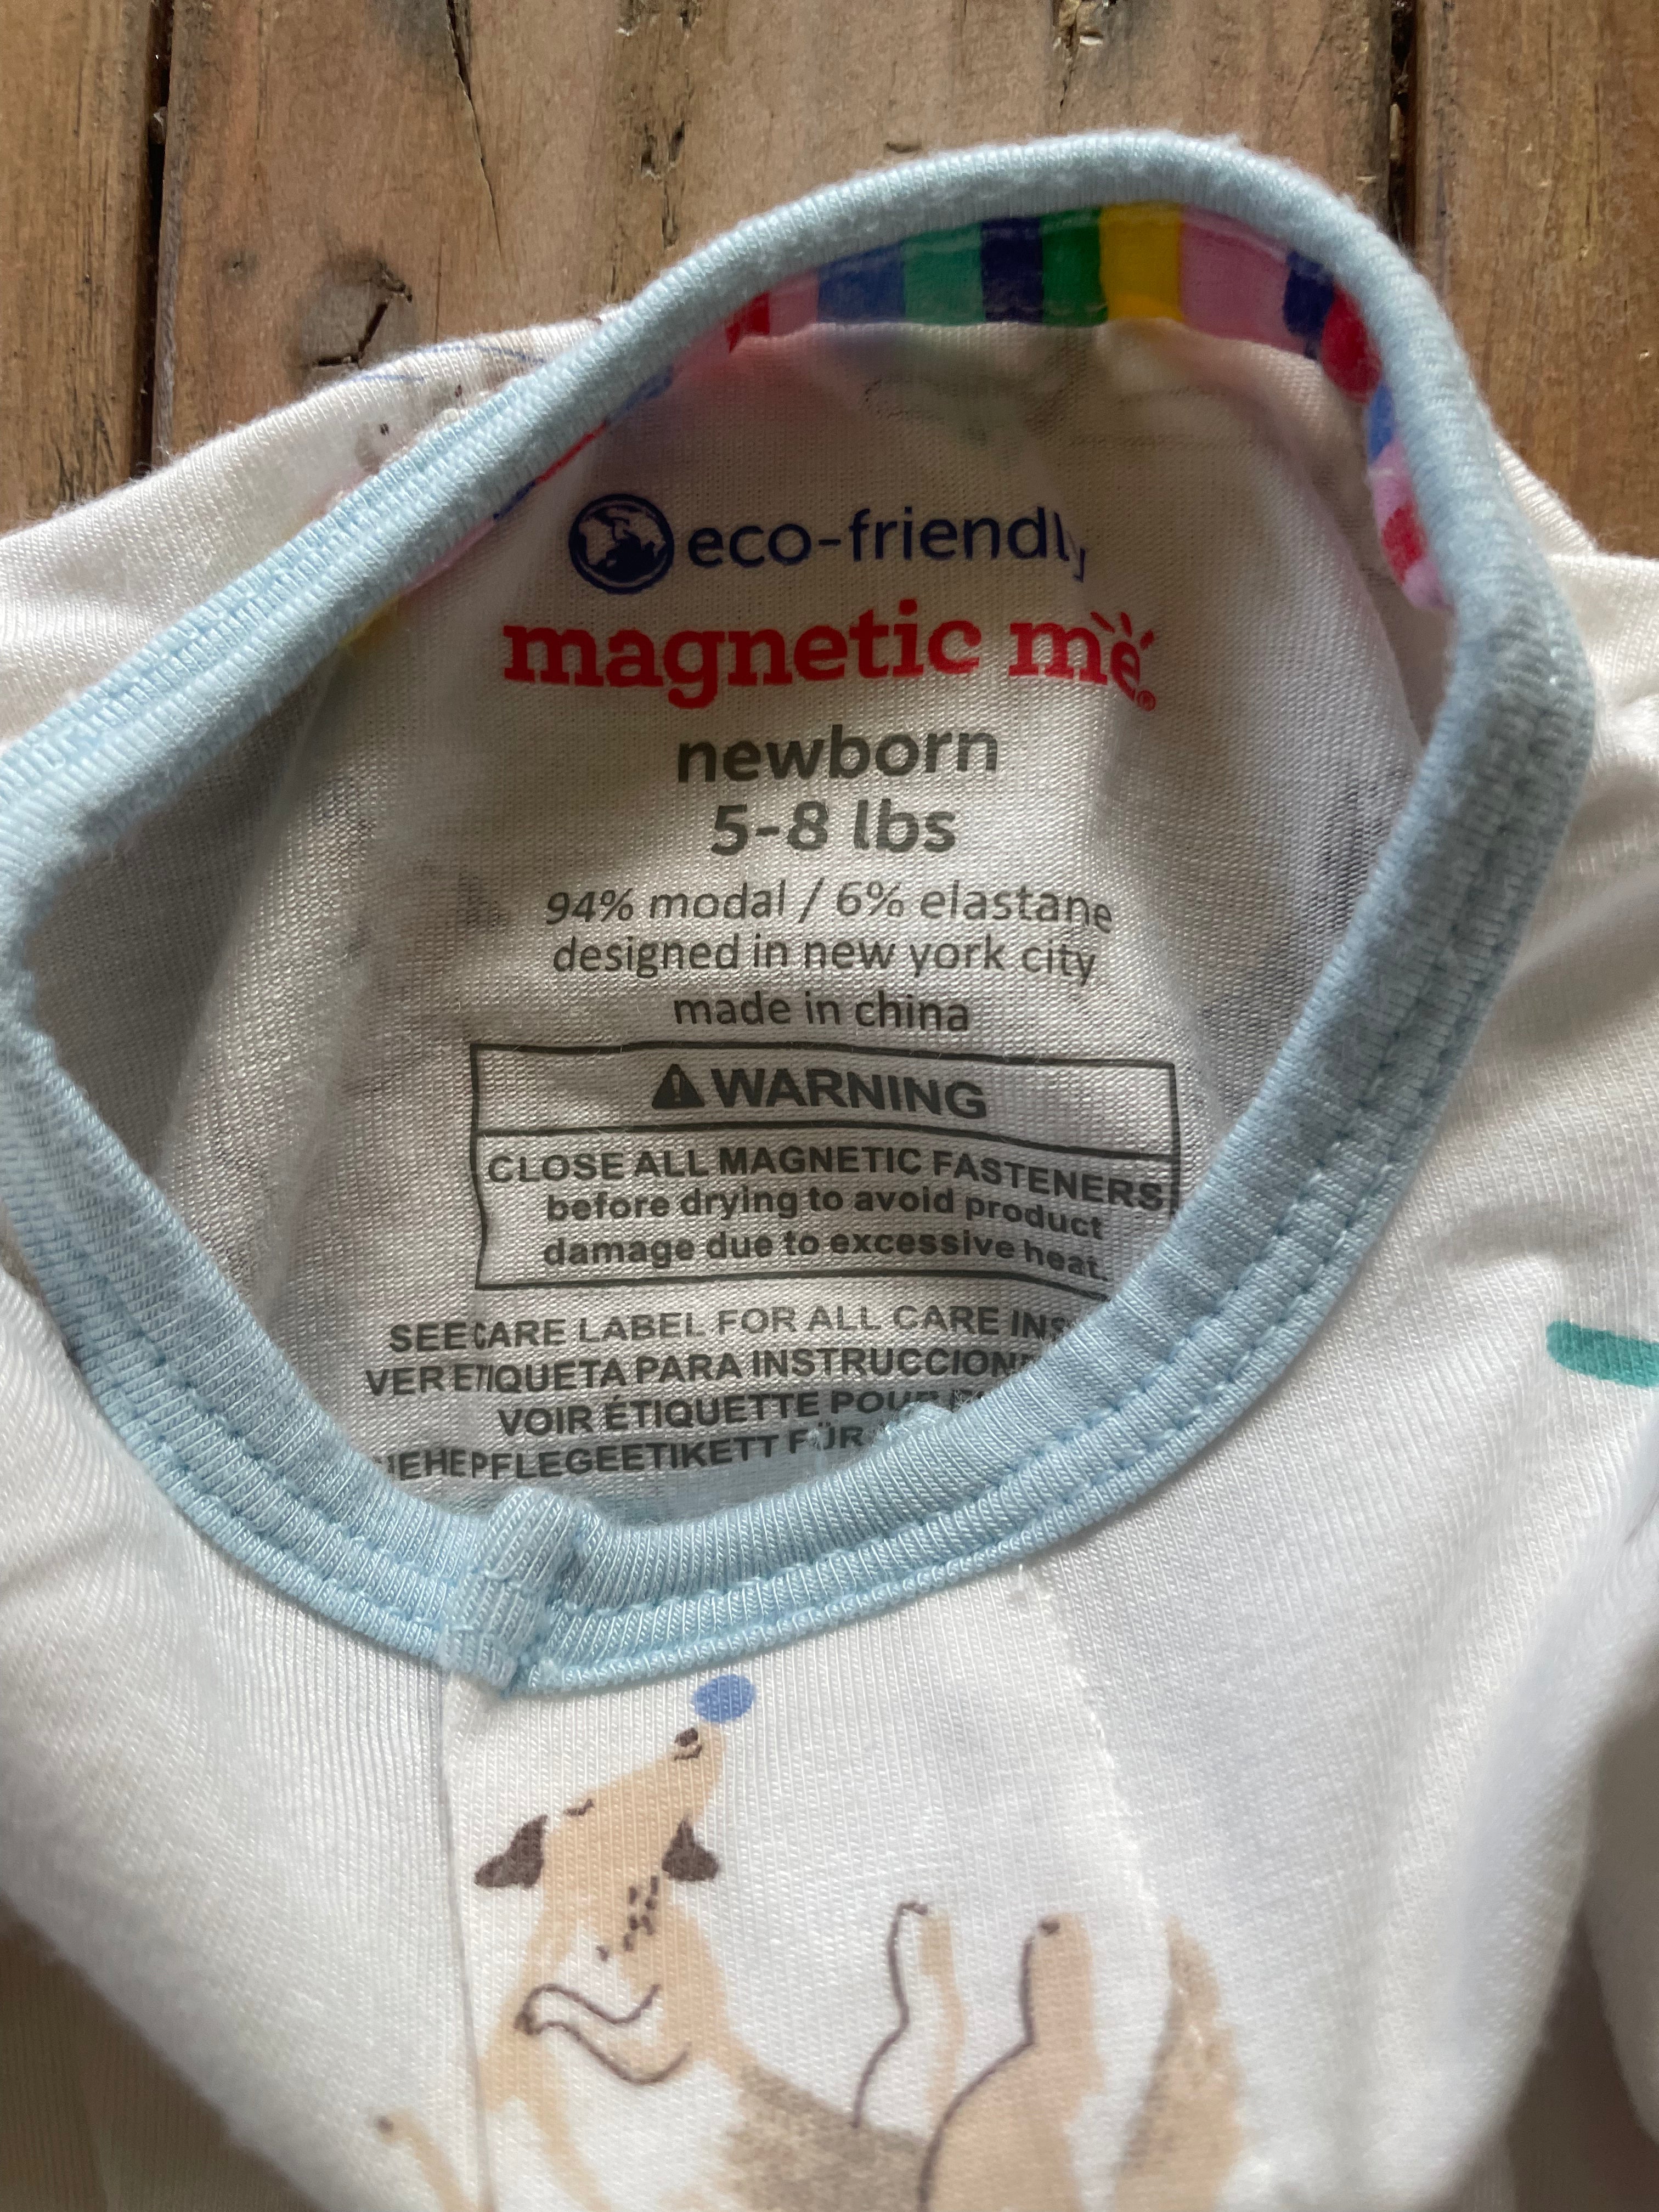 eco-friendly
magnetic me®
newborn
5-8 lbs
94% modal / 6% elastane
designed in new york city
made in china
WARNING
CLOSE ALL MAGNETIC FASTENERS
before drying to avoid product
damage due to excessive heat.
SEE CARE LABEL FOR ALL CARE
VER ETIQUETA PARA
VOIR ÉTIQUETTE
FÜR